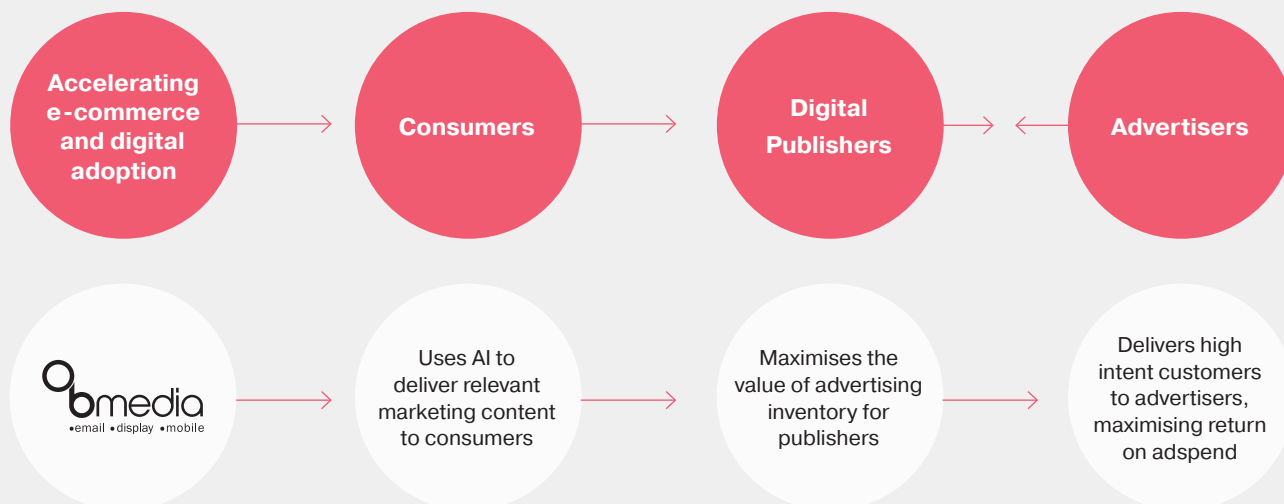 Accelerating
e-commerce
and digital
adoption
Consumers
Digital
Publishers
Advertisers
Obmedia
•email •display •mobile
Uses AI to
deliver relevant
marketing content
to consumers
Maximises the
value of advertising
inventory for
publishers
Delivers high
intent customers
to advertisers,
maximising return
on adspend